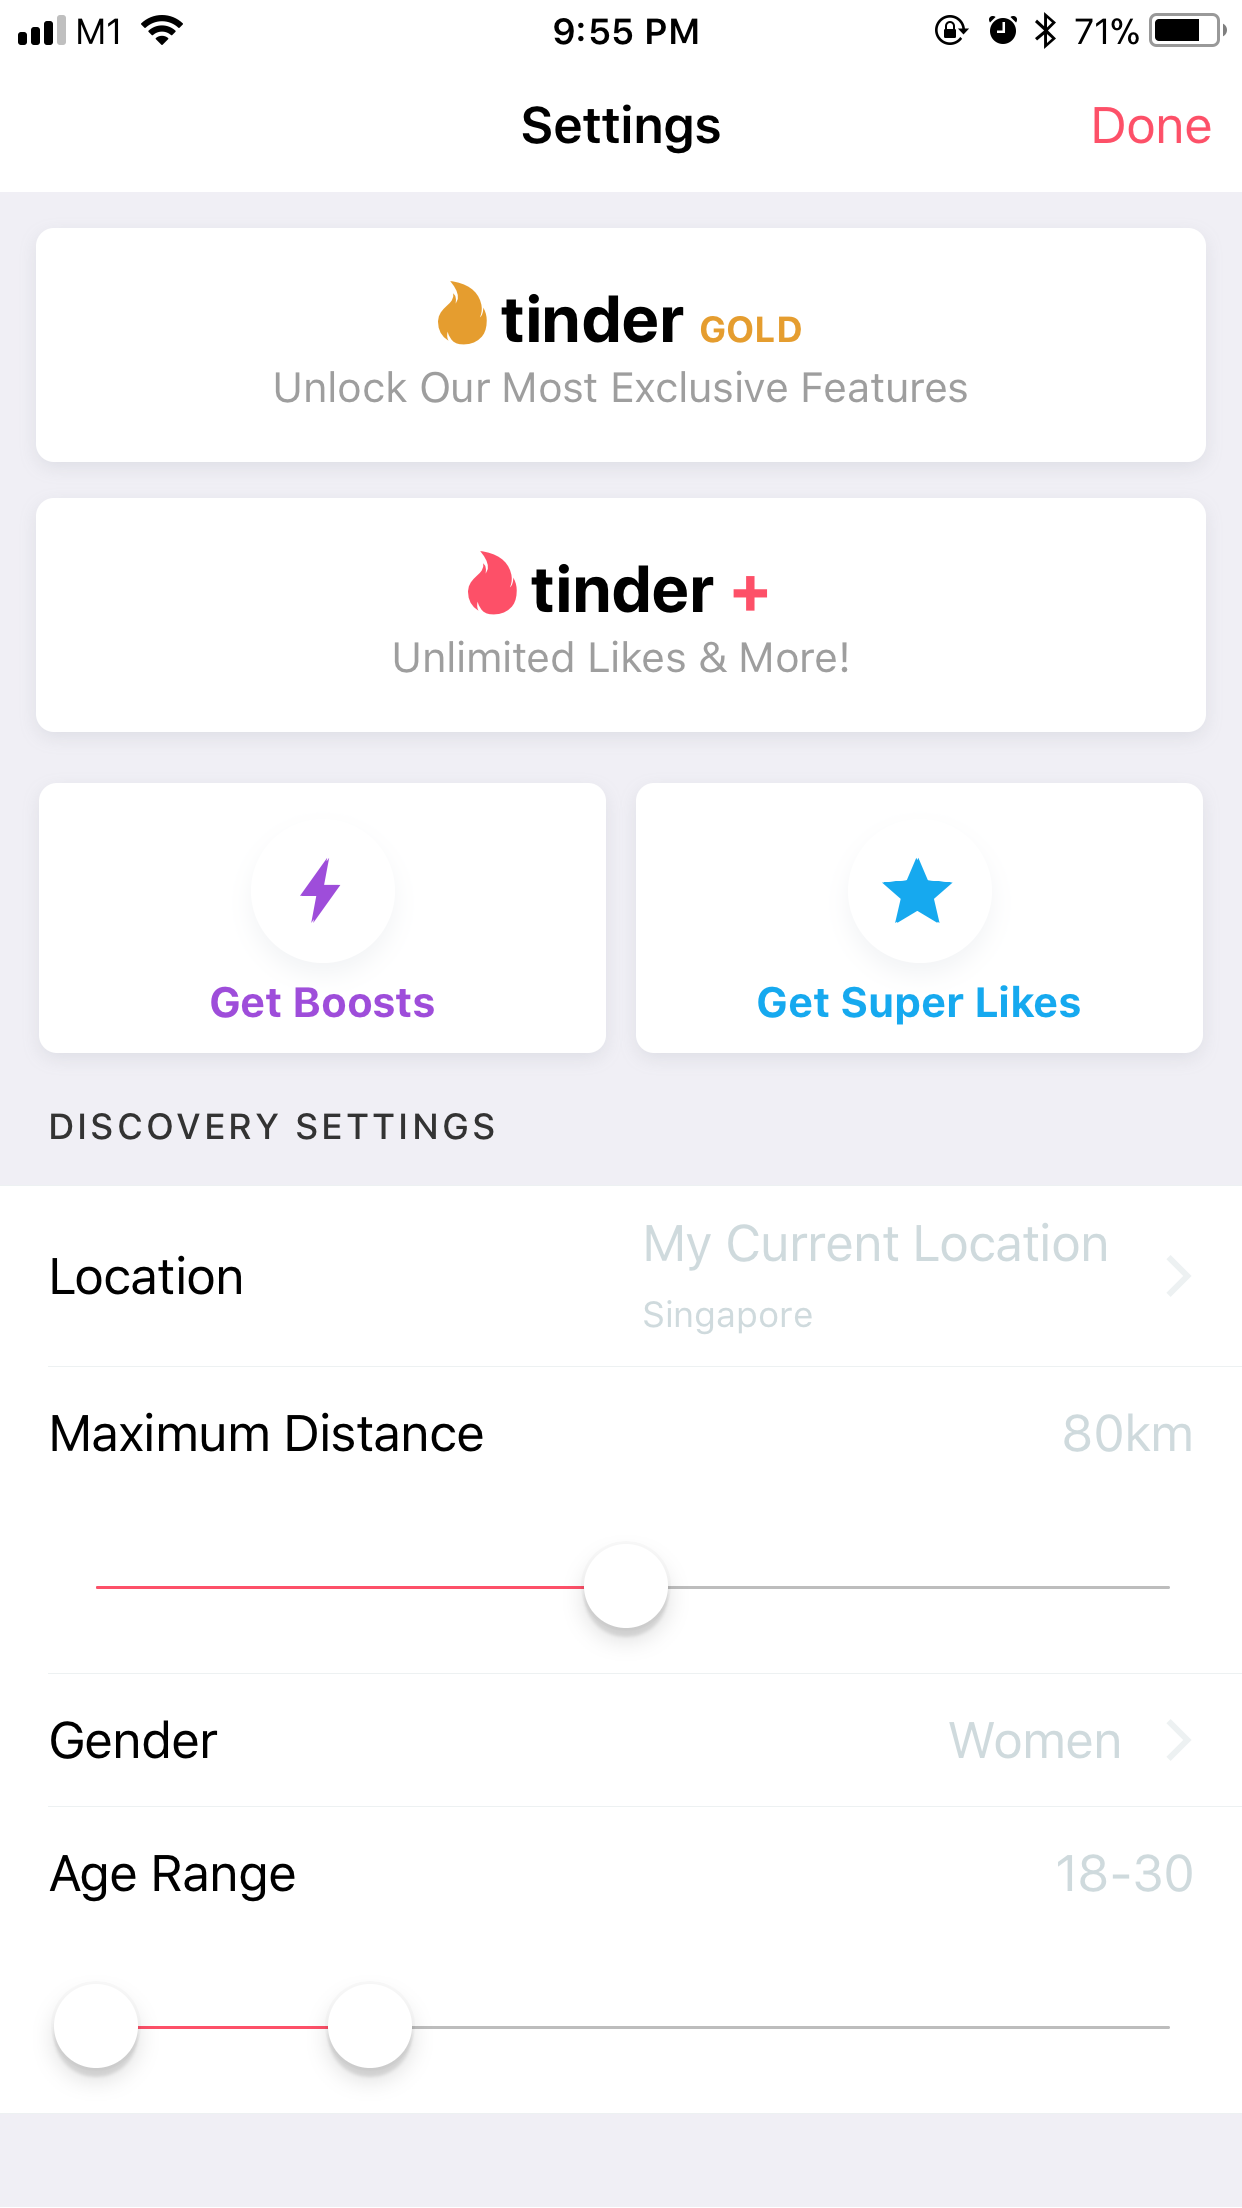 M1 9:55 PM 71%
Settings Done
tinder GOLD
Unlock Our Most Exclusive Features
tinder +
Unlimited Likes & More!
Get Boosts Get Super Likes
DISCOVERY SETTINGS
Location My Current Location
Singapore
Maximum Distance 80km
Gender Women
Age Range 18-30